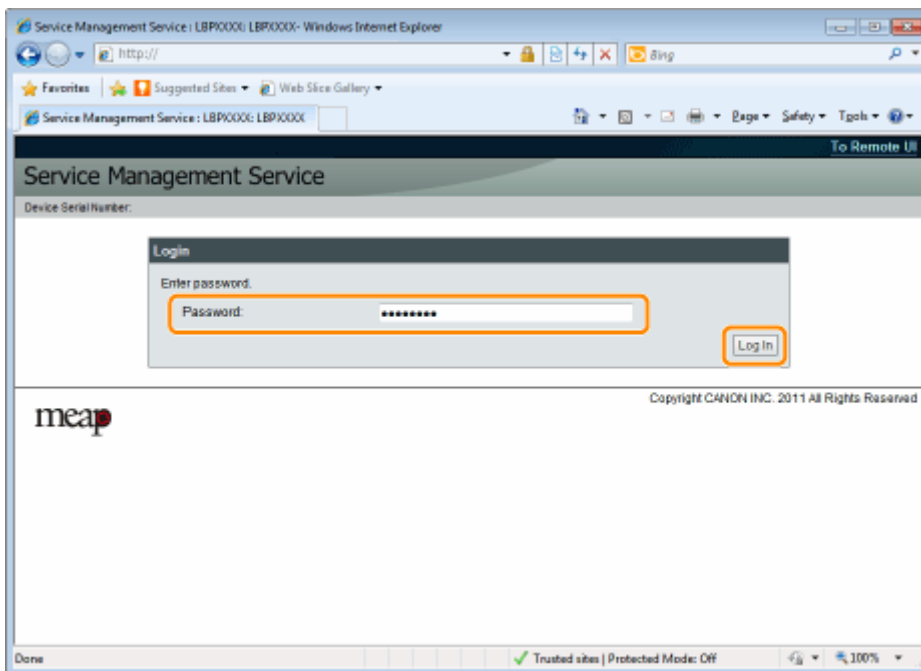 Service Management Service : LBPXXXX: LBPXXXX- Windows Internet Explorer
http://
Bing
Favorites Suggested Sites Web Slice Gallery
Service Management Service : LBPXXXX: LBPXXXX Page Safety Tools
To Remote UI
Service Management Service
Device Serial Number:
Login
Enter password.
Password: ••••••••
Log In
Copyright CANON INC. 2011 All Rights Reserved
meap
Done Trusted sites | Protected Mode: Off 100%